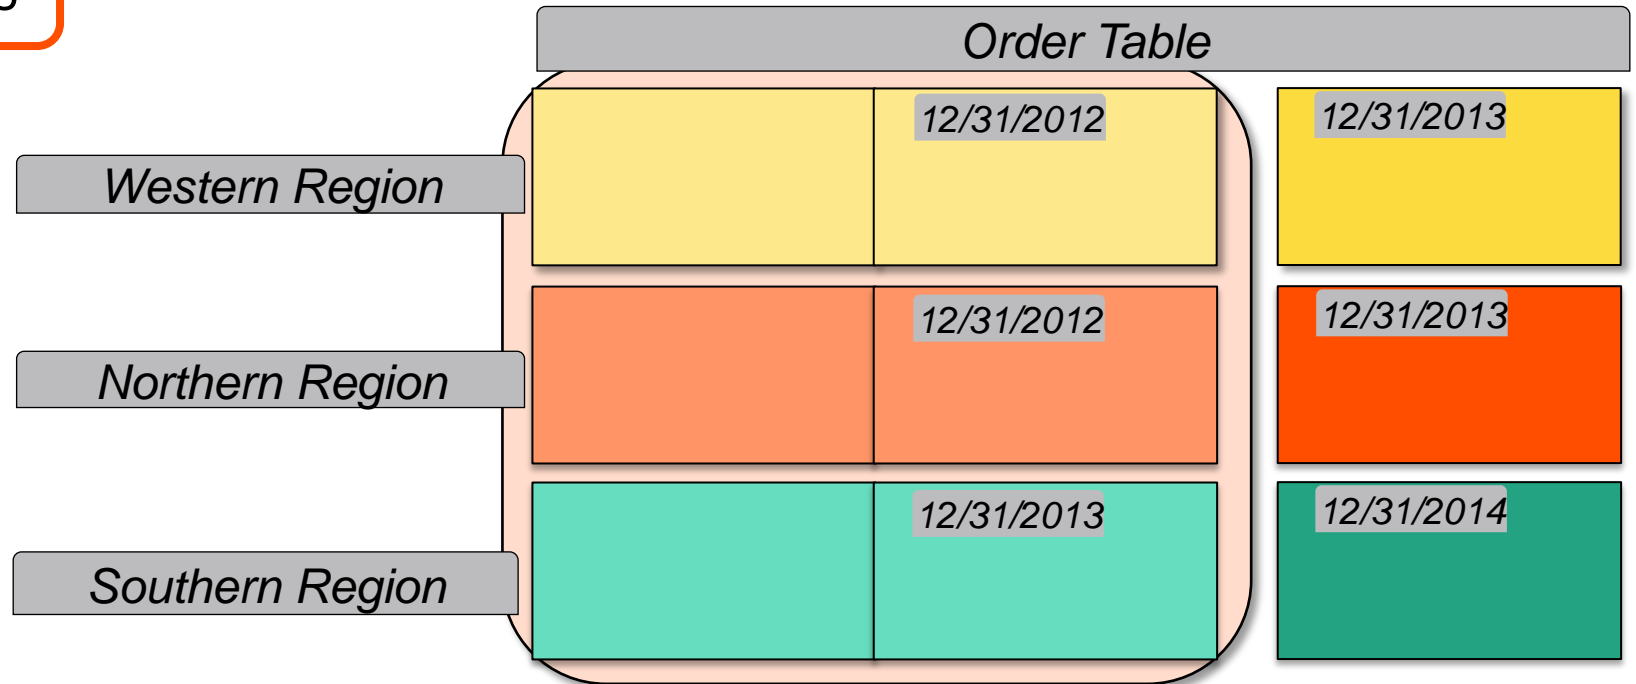 Order Table
12/31/2012
12/31/2013
Western Region
12/31/2012
12/31/2013
Northern Region
12/31/2013
12/31/2014
Southern Region